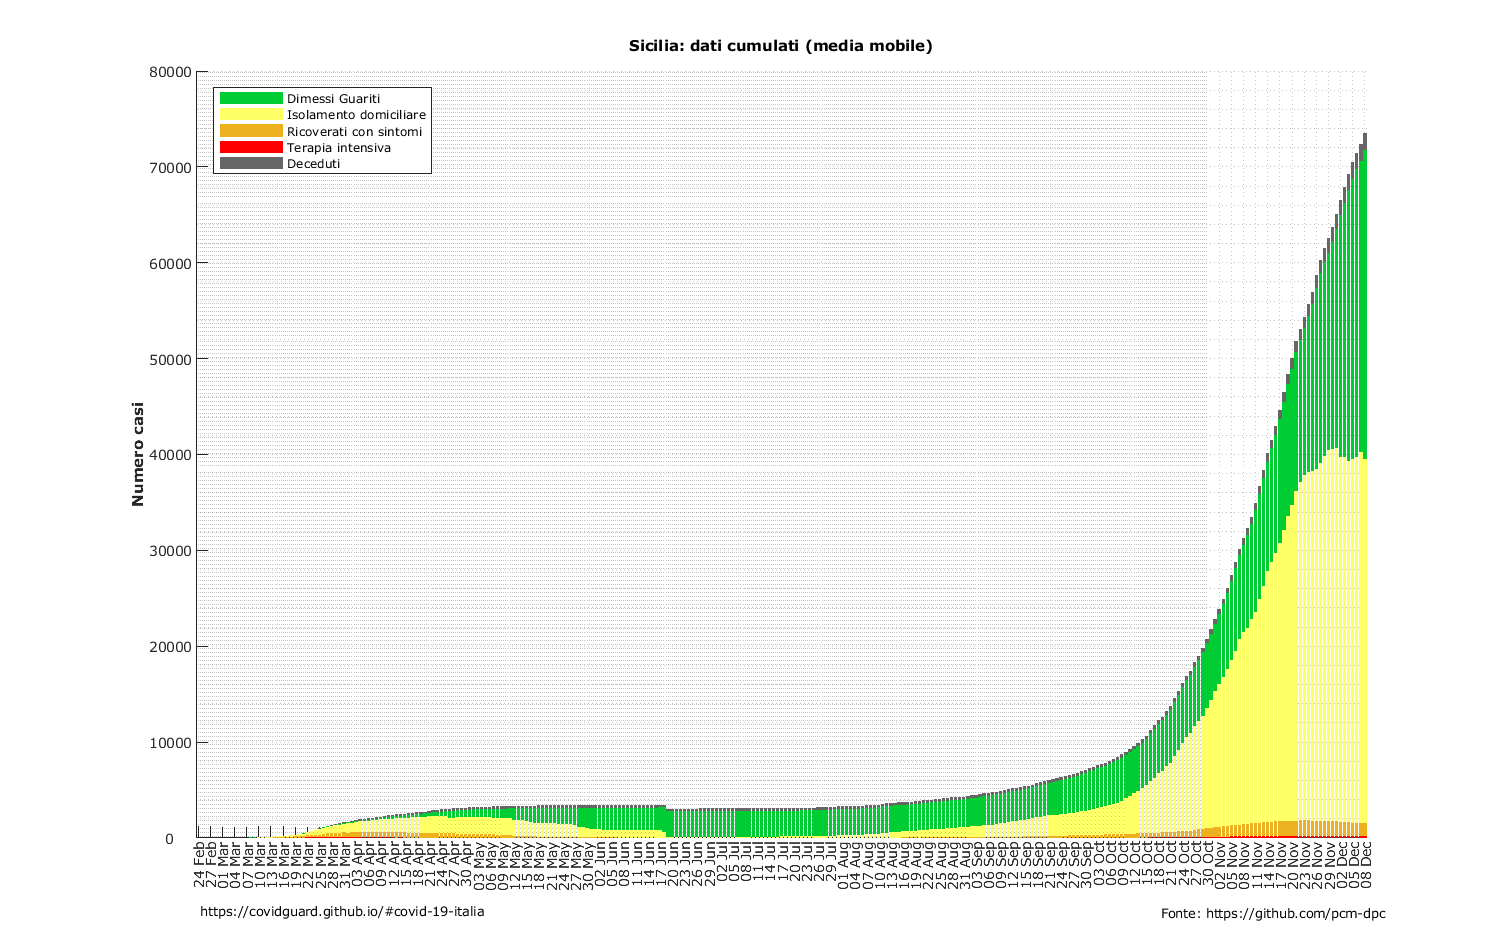 Sicilia: dati cumulati (media mobile)
80000
70000
60000
50000
40000
30000
20000
10000
0
Numero casi
Dimessi Guariti
Isolamento domiciliare
Ricoverati con sintomi
Terapia intensiva
Deceduti
24 Feb
27 Feb
01 Mar
04 Mar
07 Mar
10 Mar
13 Mar
16 Mar
19 Mar
22 Mar
25 Mar
28 Mar
31 Mar
03 Apr
06 Apr
09 Apr
12 Apr
15 Apr
18 Apr
21 Apr
24 Apr
27 Apr
30 Apr
03 May
06 May
09 May
12 May
15 May
18 May
21 May
24 May
27 May
30 May
02 Jun
05 Jun
08 Jun
11 Jun
14 Jun
17 Jun
20 Jun
23 Jun
26 Jun
29 Jun
02 Jul
05 Jul
08 Jul
11 Jul
14 Jul
17 Jul
20 Jul
23 Jul
26 Jul
29 Jul
01 Aug
04 Aug
07 Aug
10 Aug
13 Aug
16 Aug
19 Aug
22 Aug
25 Aug
28 Aug
31 Aug
03 Sep
06 Sep
09 Sep
12 Sep
15 Sep
18 Sep
21 Sep
24 Sep
27 Sep
30 Sep
03 Oct
06 Oct
09 Oct
12 Oct
15 Oct
18 Oct
21 Oct
24 Oct
27 Oct
30 Oct
02 Nov
05 Nov
08 Nov
11 Nov
14 Nov
17 Nov
20 Nov
23 Nov
26 Nov
29 Nov
02 Dec
05 Dec
08 Dec
https://covidguard.github.io/#covid-19-italia
Fonte: https://github.com/pcm-dpc